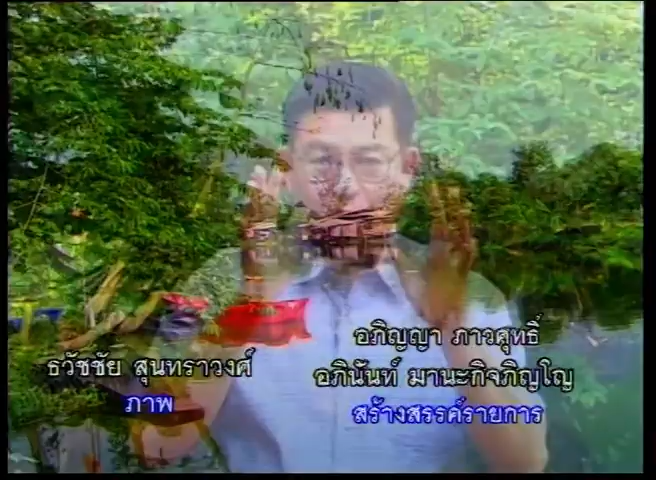 ธวัชชัย สุนทราวงศ์
ภาพ
อภิญญา ภาวสุทธิ์
อภินันท์ มานะกิจภิญโญ
สร้างสรรค์รายการ